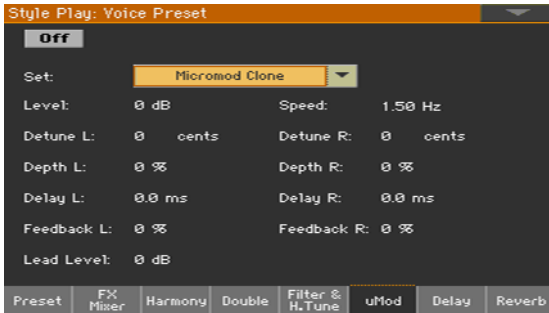 Style Play: Voice Preset
Off
Set: Micromod Clone
Level: 0 dB Speed: 1.50 Hz
Detune L: 0 cents Detune R: 0 cents
Depth L: 0 % Depth R: 0 %
Delay L: 0.0 ms Delay R: 0.0 ms
Feedback L: 0 % Feedback R: 0 %
Lead Level: 0 dB
Preset FX Mixer Harmony Double Filter & H.Tune uMod Delay Reverb